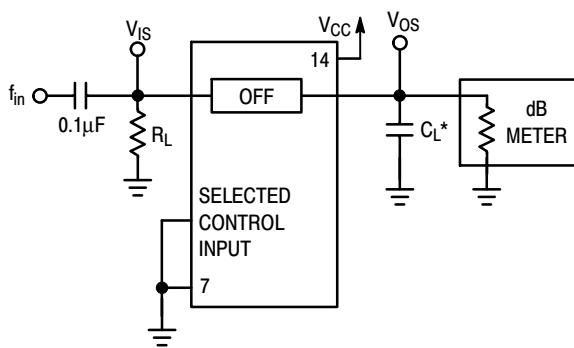 V_IS
V_CC
14
V_OS
f_in
0.1μF
R_L
OFF
C_L*
dB
METER
SELECTED
CONTROL
INPUT
7